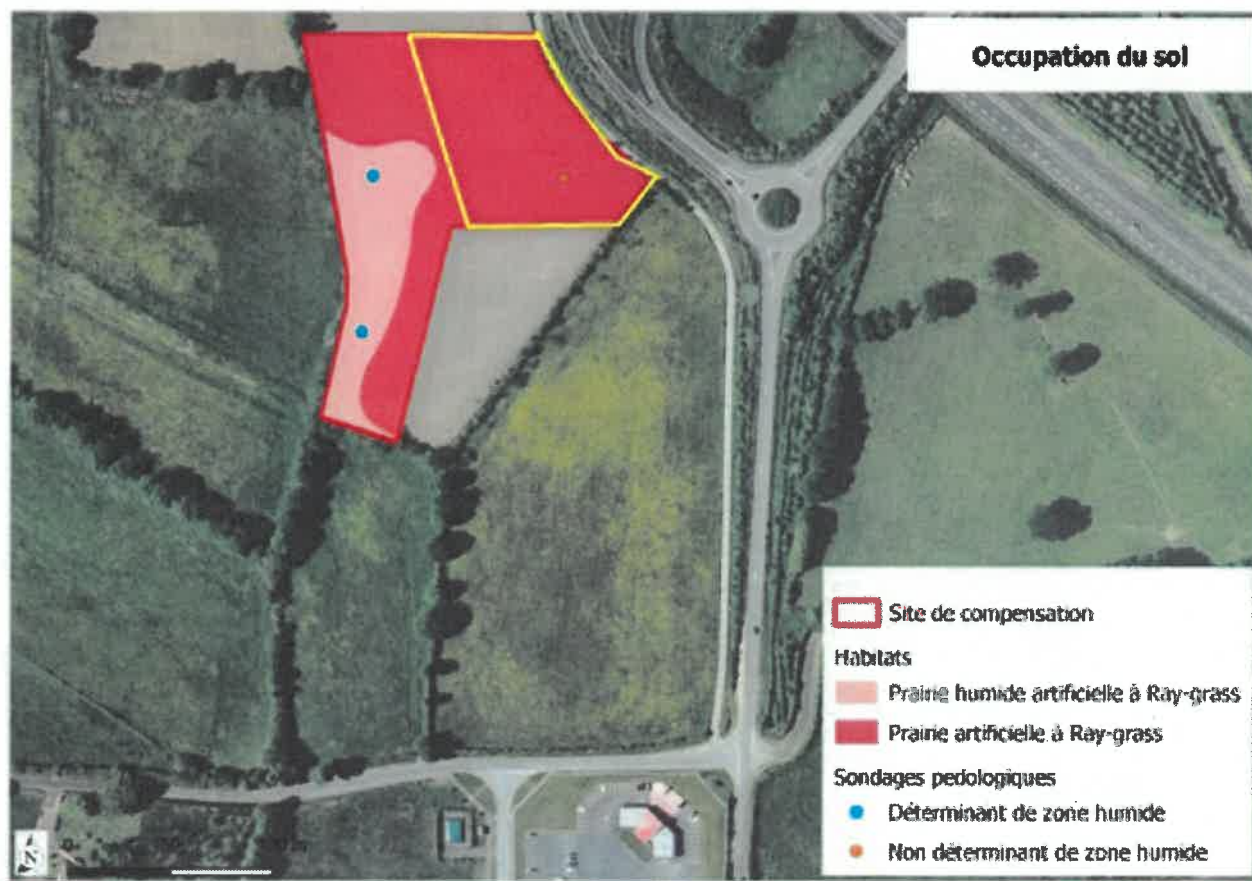 Occupation du sol
Site de compensation
Habitats
Prairie humide artificielle à Ray-grass
Prairie artificielle à Ray-grass
Sondages pedologiques
Déterminant de zone humide
Non déterminant de zone humide